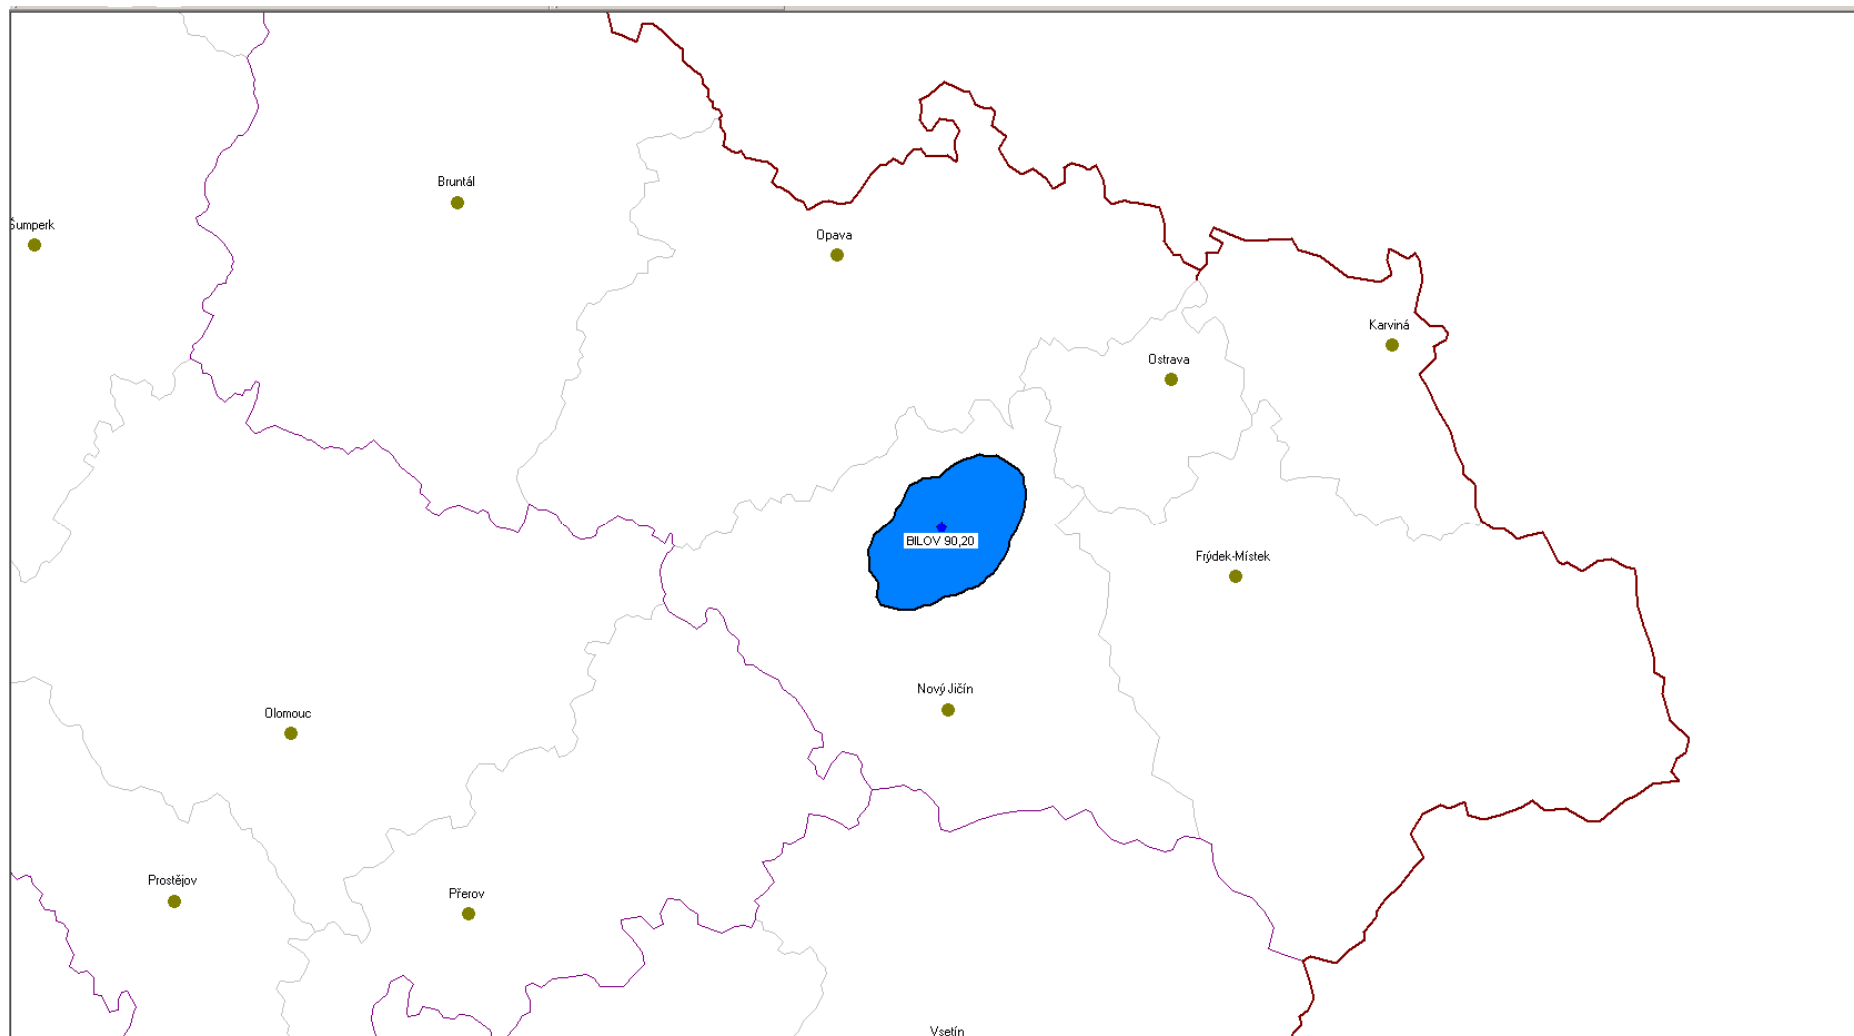 Bruntál
Šumperk
Opava
Karviná
Ostrava
BILOV 90,20
Frýdek-Místek
Nový Jičín
Olomouc
Prostějov
Přerov
Vsetín